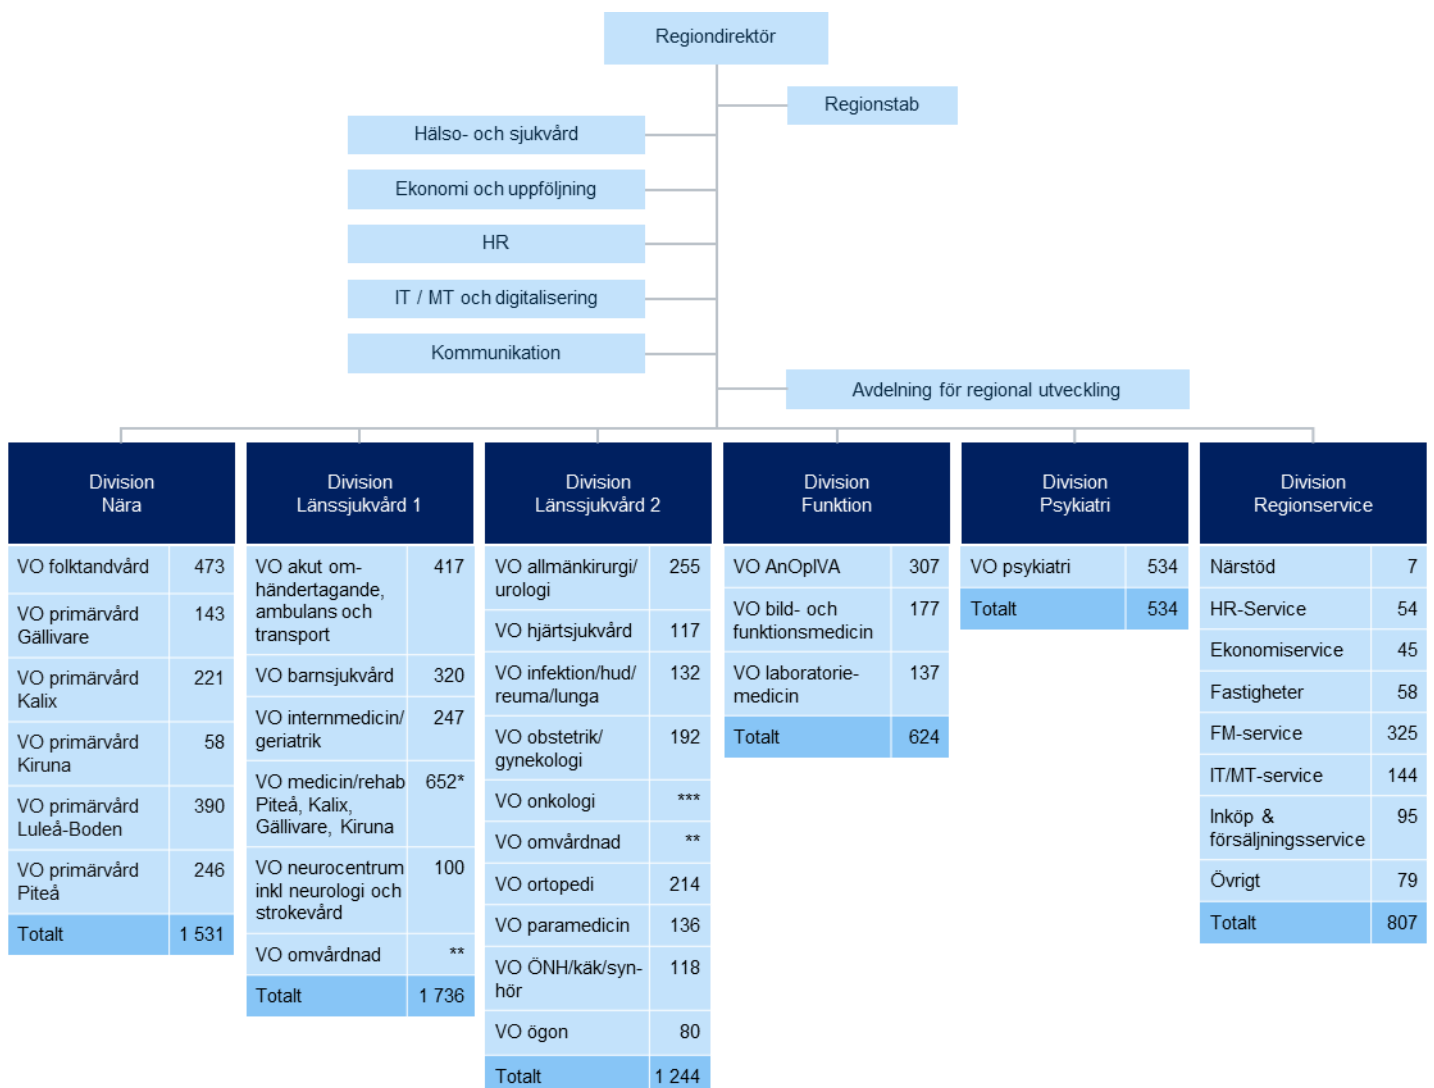 Regiondirektör
Regionstab
Hälso- och sjukvård
Ekonomi och uppföljning
HR
IT / MT och digitalisering
Kommunikation
Avdelning för regional utveckling
Division
Nära
VO folktandvård 473
VO primärvård 143
Gällivare
VO primärvård 221
Kalix
VO primärvård 58
Kiruna
VO primärvård 390
Luleå-Boden
VO primärvård 246
Piteå
Totalt 1 531
Division
Länssjukvård 1
VO akut om- 417
händertagande,
ambulans och
transport
VO barnsjukvård 320
VO internmedicin/ 247
geriatrik
VO medicin/rehab 652*
Piteå, Kalix,
Gällivare, Kiruna
VO neurocentrum 100
inkl neurologi och
strokevård
VO omvårdnad **
Totalt 1 736
Division
Länssjukvård 2
VO allmänkirurgi/ 255
urologi
VO hjärtsjukvård 117
VO infektion/hud/ 132
reuma/lunga
VO obstetrik/ 192
gynekologi
VO onkologi ***
VO omvårdnad **
VO ortopedi 214
VO paramedicin 136
VO ÖNH/käk/syn- 118
hör
VO ögon 80
Totalt 1 244
Division
Funktion
VO AnOpIVA 307
VO bild- och 177
funktionsmedicin
VO laboratorie- 137
medicin
Totalt 624
Division
Psykiatri
VO psykiatri 534
Totalt 534
Division
Regionservice
Närstöd 7
HR-Service 54
Ekonomiservice 45
Fastigheter 58
FM-service 325
IT/MT-service 144
Inköp & 95
försäljningsservice
Övrigt 79
Totalt 807